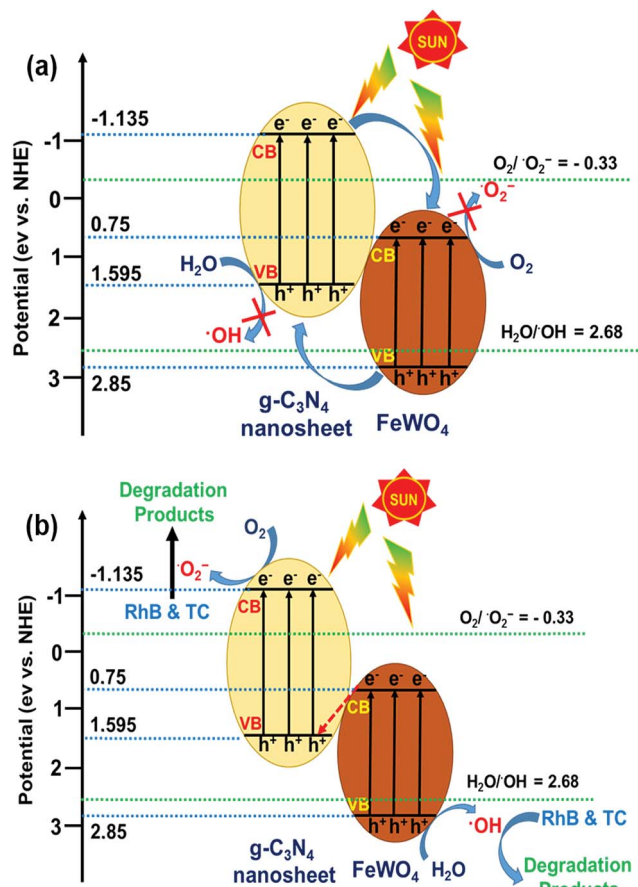 (a)
SUN
Potential (ev vs. NHE)
-1.135
-1
0
0.75
1
1.595
2
3
2.85
e⁻ e⁻ e⁻
CB
VB
h⁺ h⁺ h⁺
O₂/ ·O₂⁻ = - 0.33
·O₂⁻
e⁻ e⁻ e⁻
CB
O₂
H₂O
·OH
H₂O/·OH = 2.68
VB
h⁺ h⁺ h⁺
g-C₃N₄
nanosheet
FeWO₄
(b)
SUN
Degradation
Products
O₂
·O₂⁻
RhB & TC
Potential (ev vs. NHE)
-1.135
-1
0
0.75
1
1.595
2
3
2.85
e⁻ e⁻ e⁻
CB
VB
h⁺ h⁺ h⁺
O₂/ ·O₂⁻ = - 0.33
e⁻ e⁻ e⁻
CB
H₂O/·OH = 2.68
VB
h⁺ h⁺ h⁺
·OH
RhB & TC
g-C₃N₄
nanosheet
FeWO₄
H₂O
Degradation
Products